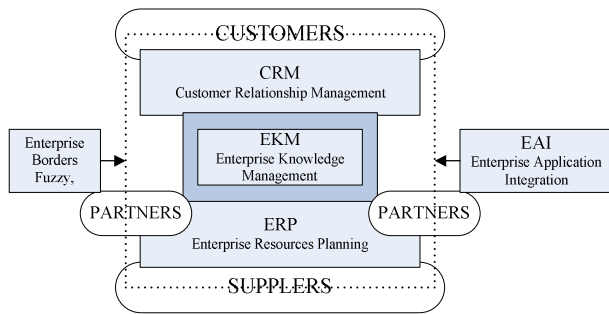 CUSTOMERS
CRM
Customer Relationship Management
EKM
Enterprise Knowledge
Management
Enterprise
Borders
Fuzzy,
EAI
Enterprise Application
Integration
PARTNERS
PARTNERS
ERP
Enterprise Resources Planning
SUPPLERS